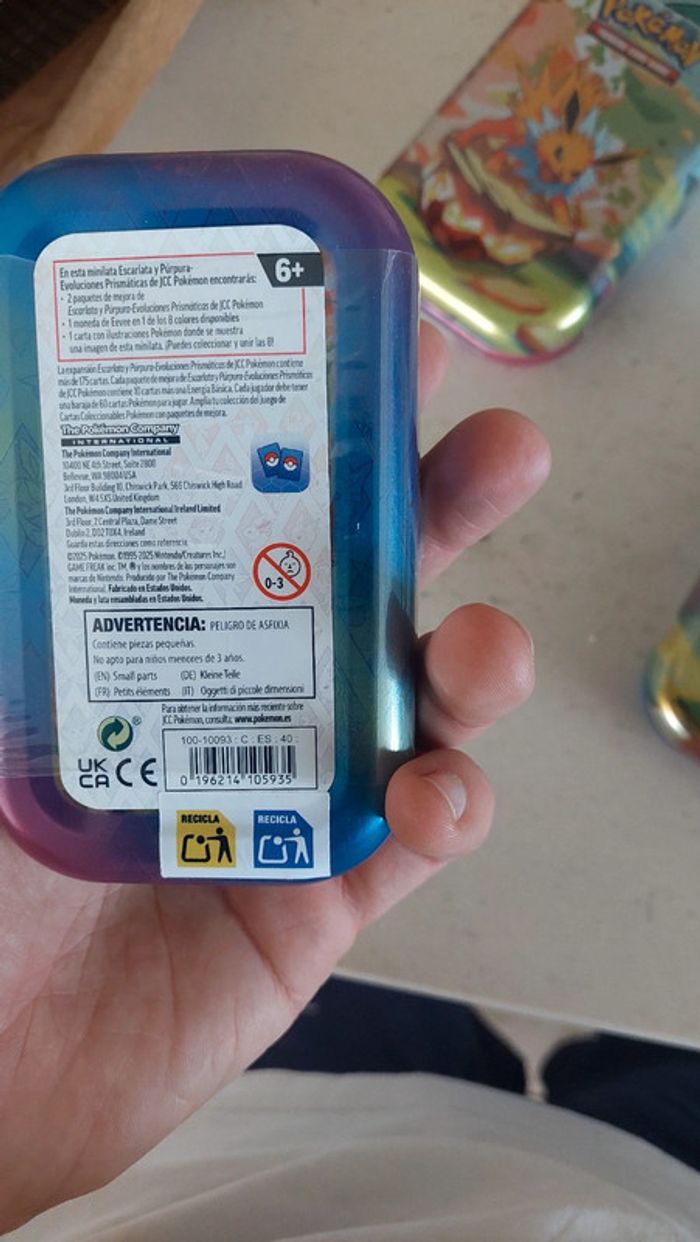 POKÉMON
6+
En esta minilata Escarlata y Púrpura-
Evoluciones Prismáticas de JCC Pokémon encontrarás:
• 2 paquetes de mejora de
Escarlata y Púrpura-Evoluciones Prismáticas de JCC Pokémon
• 1 moneda de Eevee en 1 de los 8 colores disponibles
• 1 carta con ilustraciones Pokémon donde se muestra
una imagen de esta minilata. ¡Puedes coleccionar y unir las 8!
La expansión Escarlata y Púrpura-Evoluciones Prismáticas de JCC Pokémon contiene
más de 175 cartas. Cada paquete de mejora de Escarlata y Púrpura-Evoluciones Prismáticas
de JCC Pokémon contiene 10 cartas más una Energía Básica. Cada jugador debe tener
una baraja de 60 cartas Pokémon para jugar. Amplía tu colección del Juego de
Cartas Coleccionables Pokémon con paquetes de mejora.
The Pokémon Company
INTERNATIONAL
The Pokémon Company International
10400 NE 4th Street, Suite 2800
Bellevue, WA 98004 USA
3rd Floor Building 10, Chiswick Park, 566 Chiswick High Road
London, W4 5XS United Kingdom
The Pokémon Company International Ireland Limited
3rd Floor, 2 Central Plaza, Dame Street
Dublin 2, D02 T0X4, Ireland
Guarda estas direcciones como referencia.
©2025 Pokémon. ©1995-2025 Nintendo/Creatures Inc./
GAME FREAK inc. TM, ® y los nombres de los personajes son
marcas de Nintendo. Producido por The Pokémon Company
International. Fabricado en Estados Unidos.
Moneda y lata ensambladas en Estados Unidos.
0-3
ADVERTENCIA: PELIGRO DE ASFIXIA
Contiene piezas pequeñas.
No apto para niños menores de 3 años.
(EN) Small parts (DE) Kleine Teile
(FR) Petits éléments (IT) Oggetti di piccole dimensioni
Para obtener la información más reciente sobre
JCC Pokémon, consulta: www.pokemon.es
®
UK
CA CE
100-10093 : C : ES : 40 :
0 196214 105935
RECICLA
RECICLA